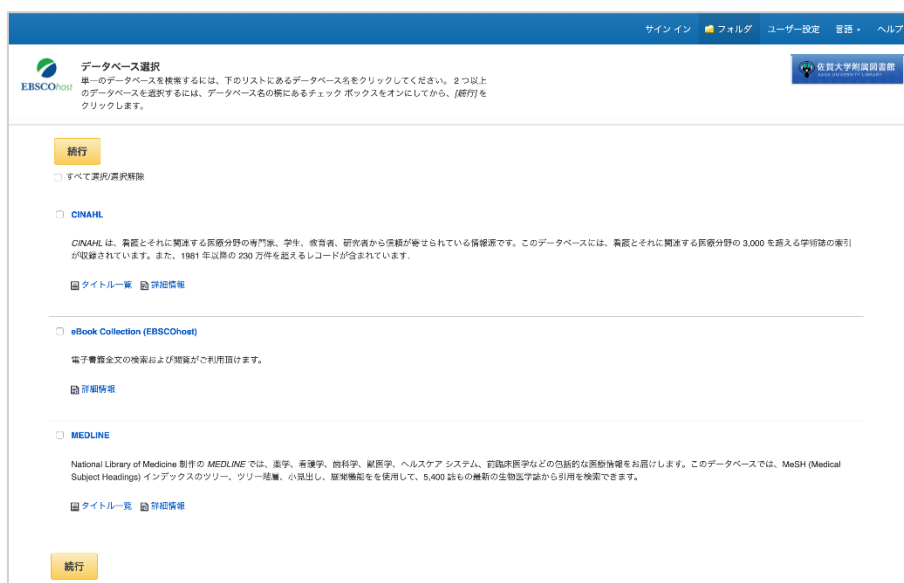 サイン イン フォルダ ユーザー設定 言語 ヘルプ
EBSCOhost
データベース選択
単一のデータベースを検索するには、下のリストにあるデータベース名をクリックしてください。 2 つ以上
のデータベースを選択するには、データベース名の横にあるチェック ボックスをオンにしてから、[続行] を
クリックします。
佐賀大学附属図書館
SAGA UNIVERSITY LIBRARY
続行
すべて選択/選択解除
CINAHL
CINAHL は、看護とそれに関連する医療分野の専門家、学生、教育者、研究者から信頼が寄せられている情報源です。このデータベースには、看護とそれに関連する医療分野の 3,000 を超える学術誌の索引
が収録されています。また、1981 年以降の 230 万件を超えるレコードが含まれています.
タイトル一覧 詳細情報
eBook Collection (EBSCOhost)
電子書籍全文の検索および閲覧がご利用頂けます。
詳細情報
MEDLINE
National Library of Medicine 制作の MEDLINE では、薬学、看護学、歯科学、獣医学、ヘルスケア システム、前臨床医学などの包括的な医療情報をお届けします。このデータベースでは、MeSH (Medical
Subject Headings) インデックスのツリー、ツリー階層、小見出し、展開機能をを使用して、5,400 誌もの最新の生物医学誌から引用を検索できます。
タイトル一覧 詳細情報
続行